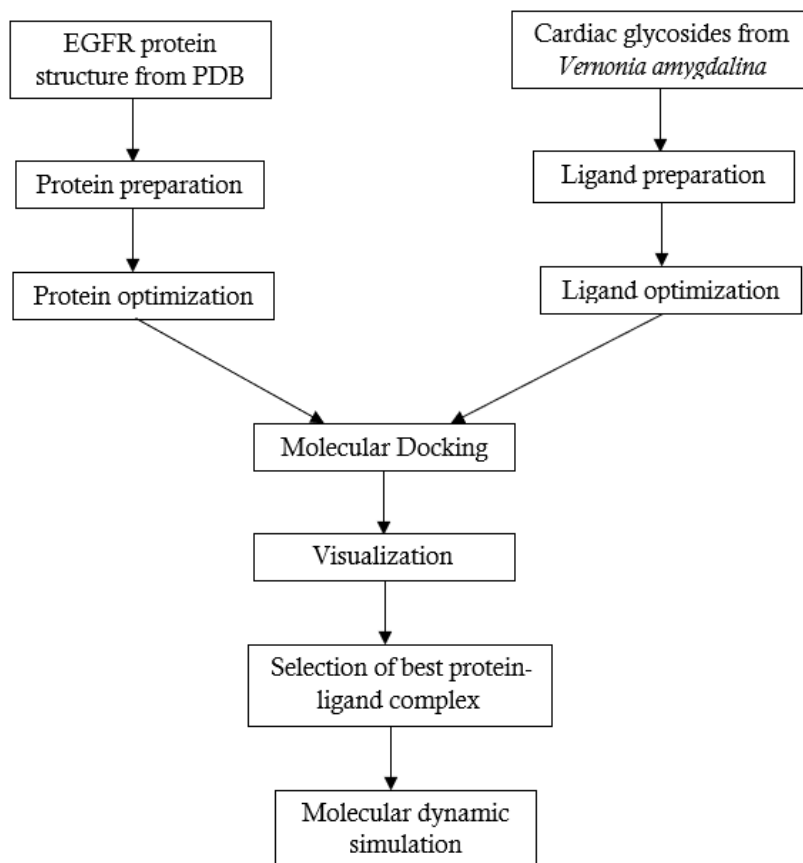 EGFR protein
structure from PDB
Cardiac glycosides from
Vernonia amygdalina
Protein preparation
Ligand preparation
Protein optimization
Ligand optimization
Molecular Docking
Visualization
Selection of best protein-
ligand complex
Molecular dynamic
simulation